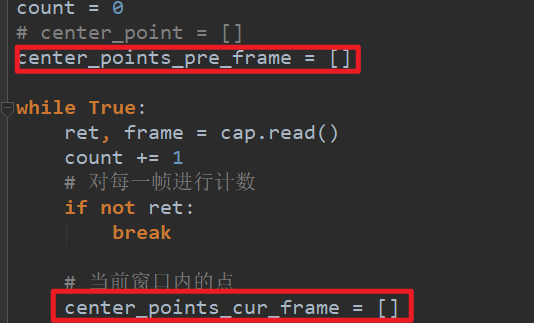 count = 0
# center_point = []
center_points_pre_frame = []
while True:
ret, frame = cap.read()
count += 1
# 对每一帧进行计数
if not ret:
break
# 当前窗口内的点
center_points_cur_frame = []